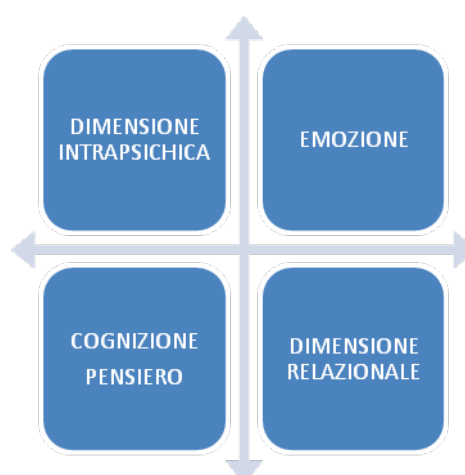 DIMENSIONE
INTRAPSICHICA
EMOZIONE
COGNIZIONE
PENSIERO
DIMENSIONE
RELAZIONALE